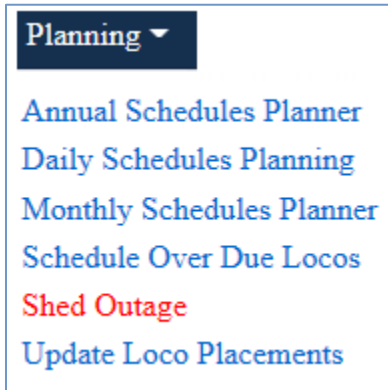 Planning
Annual Schedules Planner
Daily Schedules Planning
Monthly Schedules Planner
Schedule Over Due Locos
Shed Outage
Update Loco Placements